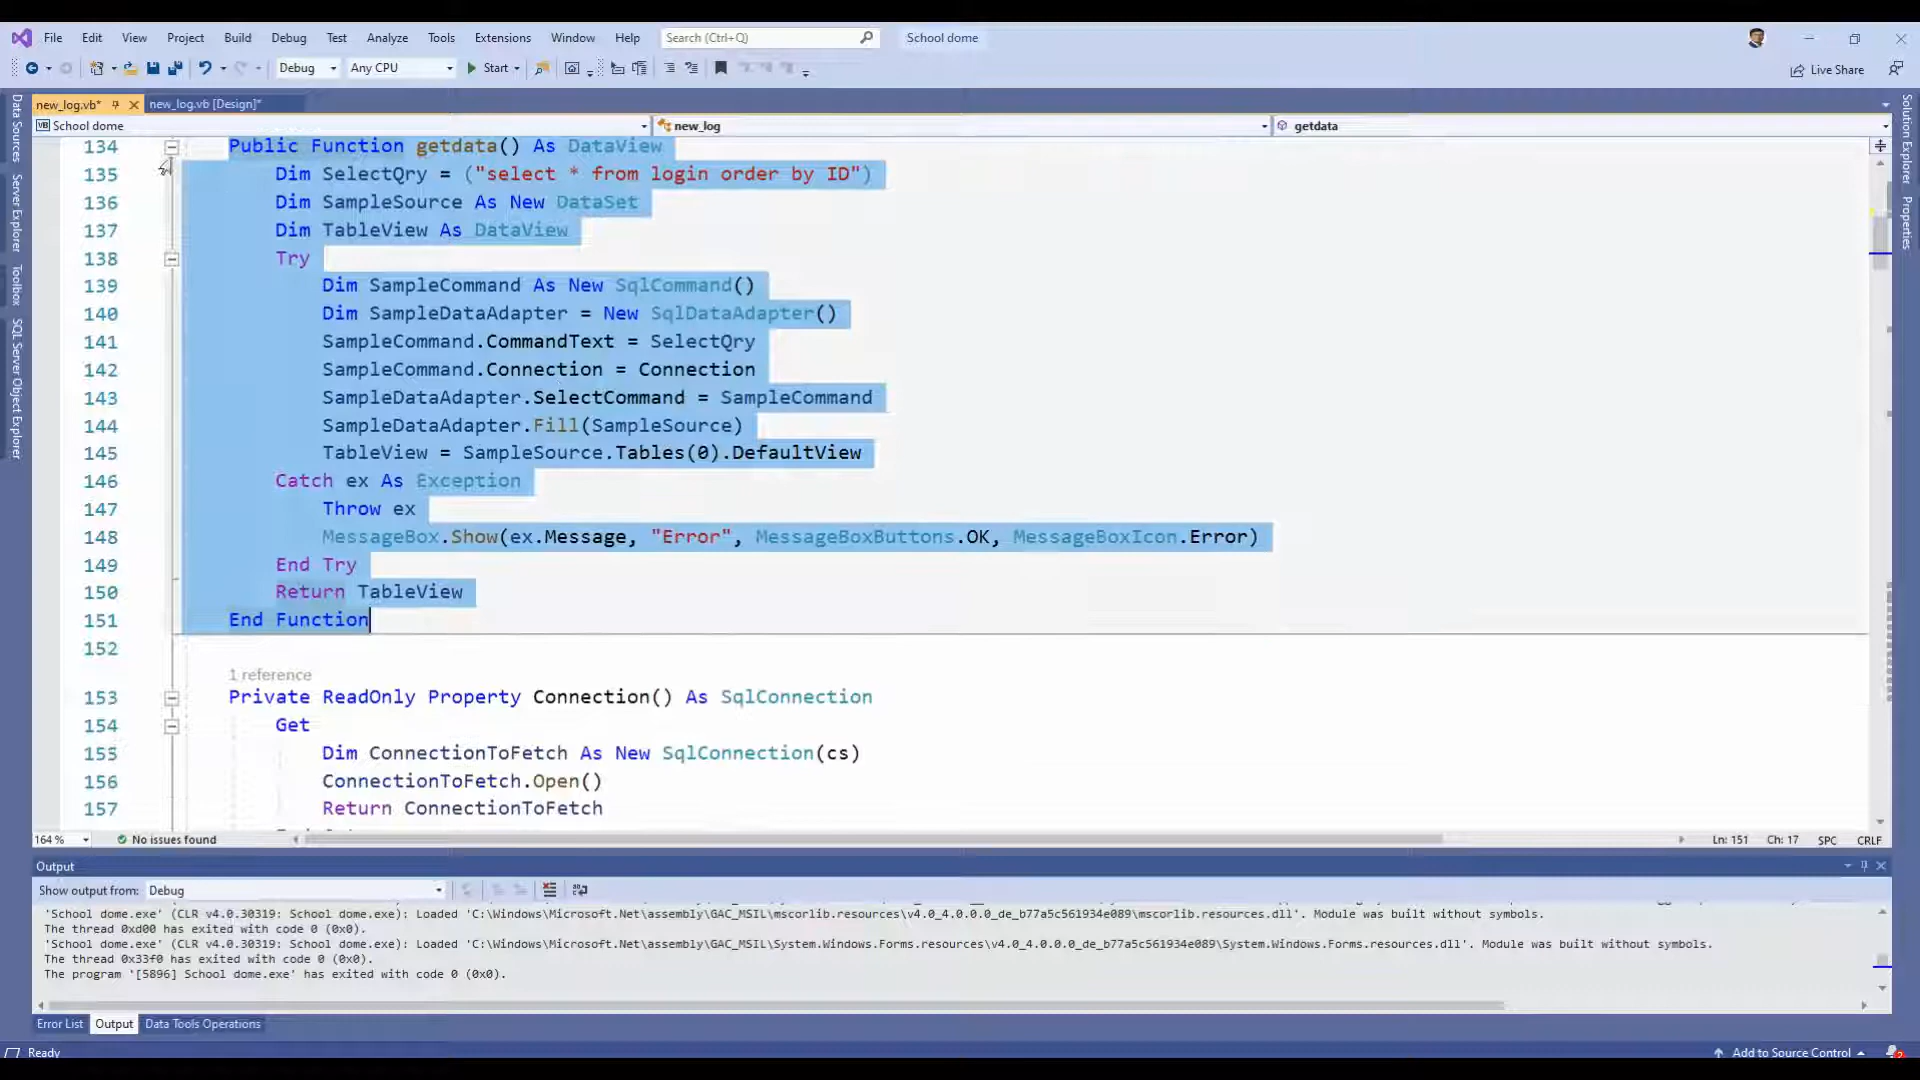 File Edit View Project Build Debug Test Analyze Tools Extensions Window Help Search (Ctrl+Q) School dome
Debug Any CPU Start Live Share
new_log.vb* new_log.vb [Design]*
School dome new_log getdata
Data Sources
Server Explorer
Toolbox
SQL Server Object Explorer
Solution Explorer
Properties
134 Public Function getdata() As DataView
135 Dim SelectQry = ("select * from login order by ID")
136 Dim SampleSource As New DataSet
137 Dim TableView As DataView
138 Try
139 Dim SampleCommand As New SqlCommand()
140 Dim SampleDataAdapter = New SqlDataAdapter()
141 SampleCommand.CommandText = SelectQry
142 SampleCommand.Connection = Connection
143 SampleDataAdapter.SelectCommand = SampleCommand
144 SampleDataAdapter.Fill(SampleSource)
145 TableView = SampleSource.Tables(0).DefaultView
146 Catch ex As Exception
147 Throw ex
148 MessageBox.Show(ex.Message, "Error", MessageBoxButtons.OK, MessageBoxIcon.Error)
149 End Try
150 Return TableView
151 End Function
152
1 reference
153 Private ReadOnly Property Connection() As SqlConnection
154 Get
155 Dim ConnectionToFetch As New SqlConnection(cs)
156 ConnectionToFetch.Open()
157 Return ConnectionToFetch
164 % No issues found Ln: 151 Ch: 17 SPC CRLF
Output
Show output from: Debug
'School dome.exe' (CLR v4.0.30319: School dome.exe): Loaded 'C:\Windows\Microsoft.Net\assembly\GAC_MSIL\mscorlib.resources\v4.0_4.0.0.0_de_b77a5c561934e089\mscorlib.resources.dll'. Module was built without symbols.
The thread 0xd00 has exited with code 0 (0x0).
'School dome.exe' (CLR v4.0.30319: School dome.exe): Loaded 'C:\Windows\Microsoft.Net\assembly\GAC_MSIL\System.Windows.Forms.resources\v4.0_4.0.0.0_de_b77a5c561934e089\System.Windows.Forms.resources.dll'. Module was built without symbols.
The thread 0x33f0 has exited with code 0 (0x0).
The program '[5896] School dome.exe' has exited with code 0 (0x0).
Error List Output Data Tools Operations
Ready Add to Source Control 2